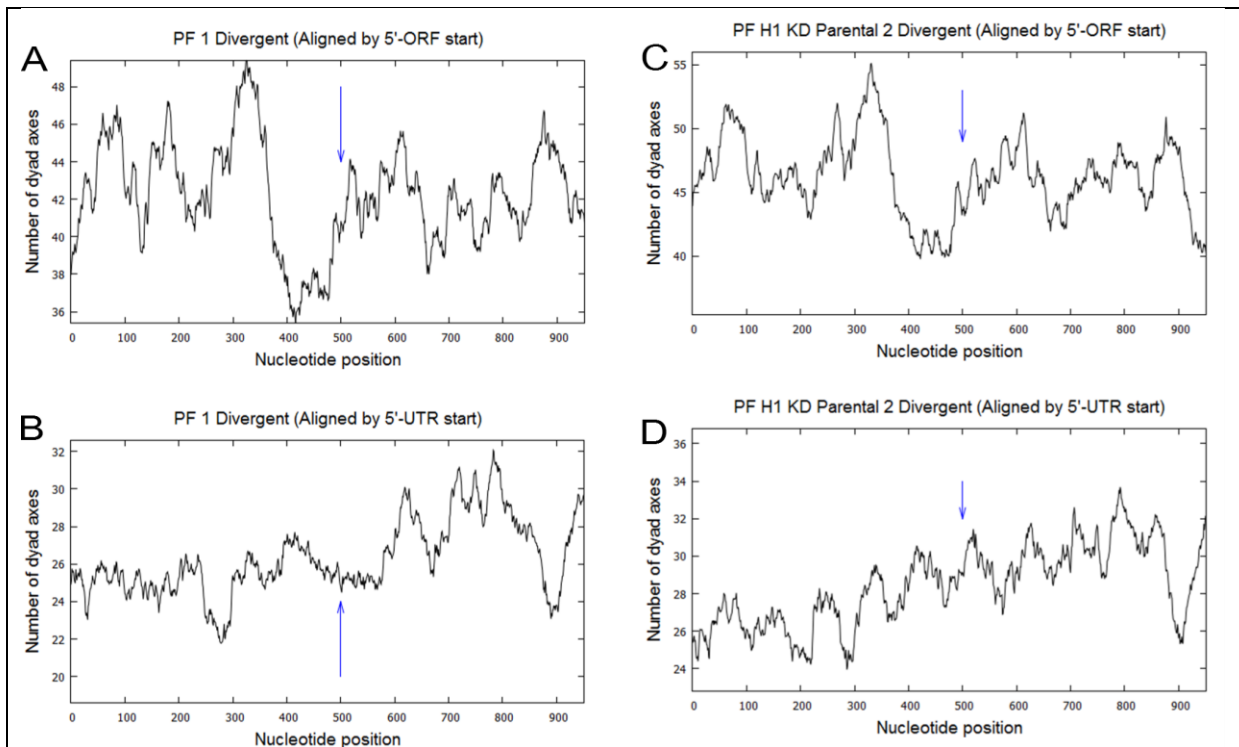 A
PF 1 Divergent (Aligned by 5'-ORF start)
Number of dyad axes
48
46
44
42
40
38
36
0 100 200 300 400 500 600 700 800 900
Nucleotide position
B
PF 1 Divergent (Aligned by 5'-UTR start)
Number of dyad axes
32
30
28
26
24
22
20
0 100 200 300 400 500 600 700 800 900
Nucleotide position
C
PF H1 KD Parental 2 Divergent (Aligned by 5'-ORF start)
Number of dyad axes
55
50
45
40
0 100 200 300 400 500 600 700 800 900
Nucleotide position
D
PF H1 KD Parental 2 Divergent (Aligned by 5'-UTR start)
Number of dyad axes
36
34
32
30
28
26
24
0 100 200 300 400 500 600 700 800 900
Nucleotide position